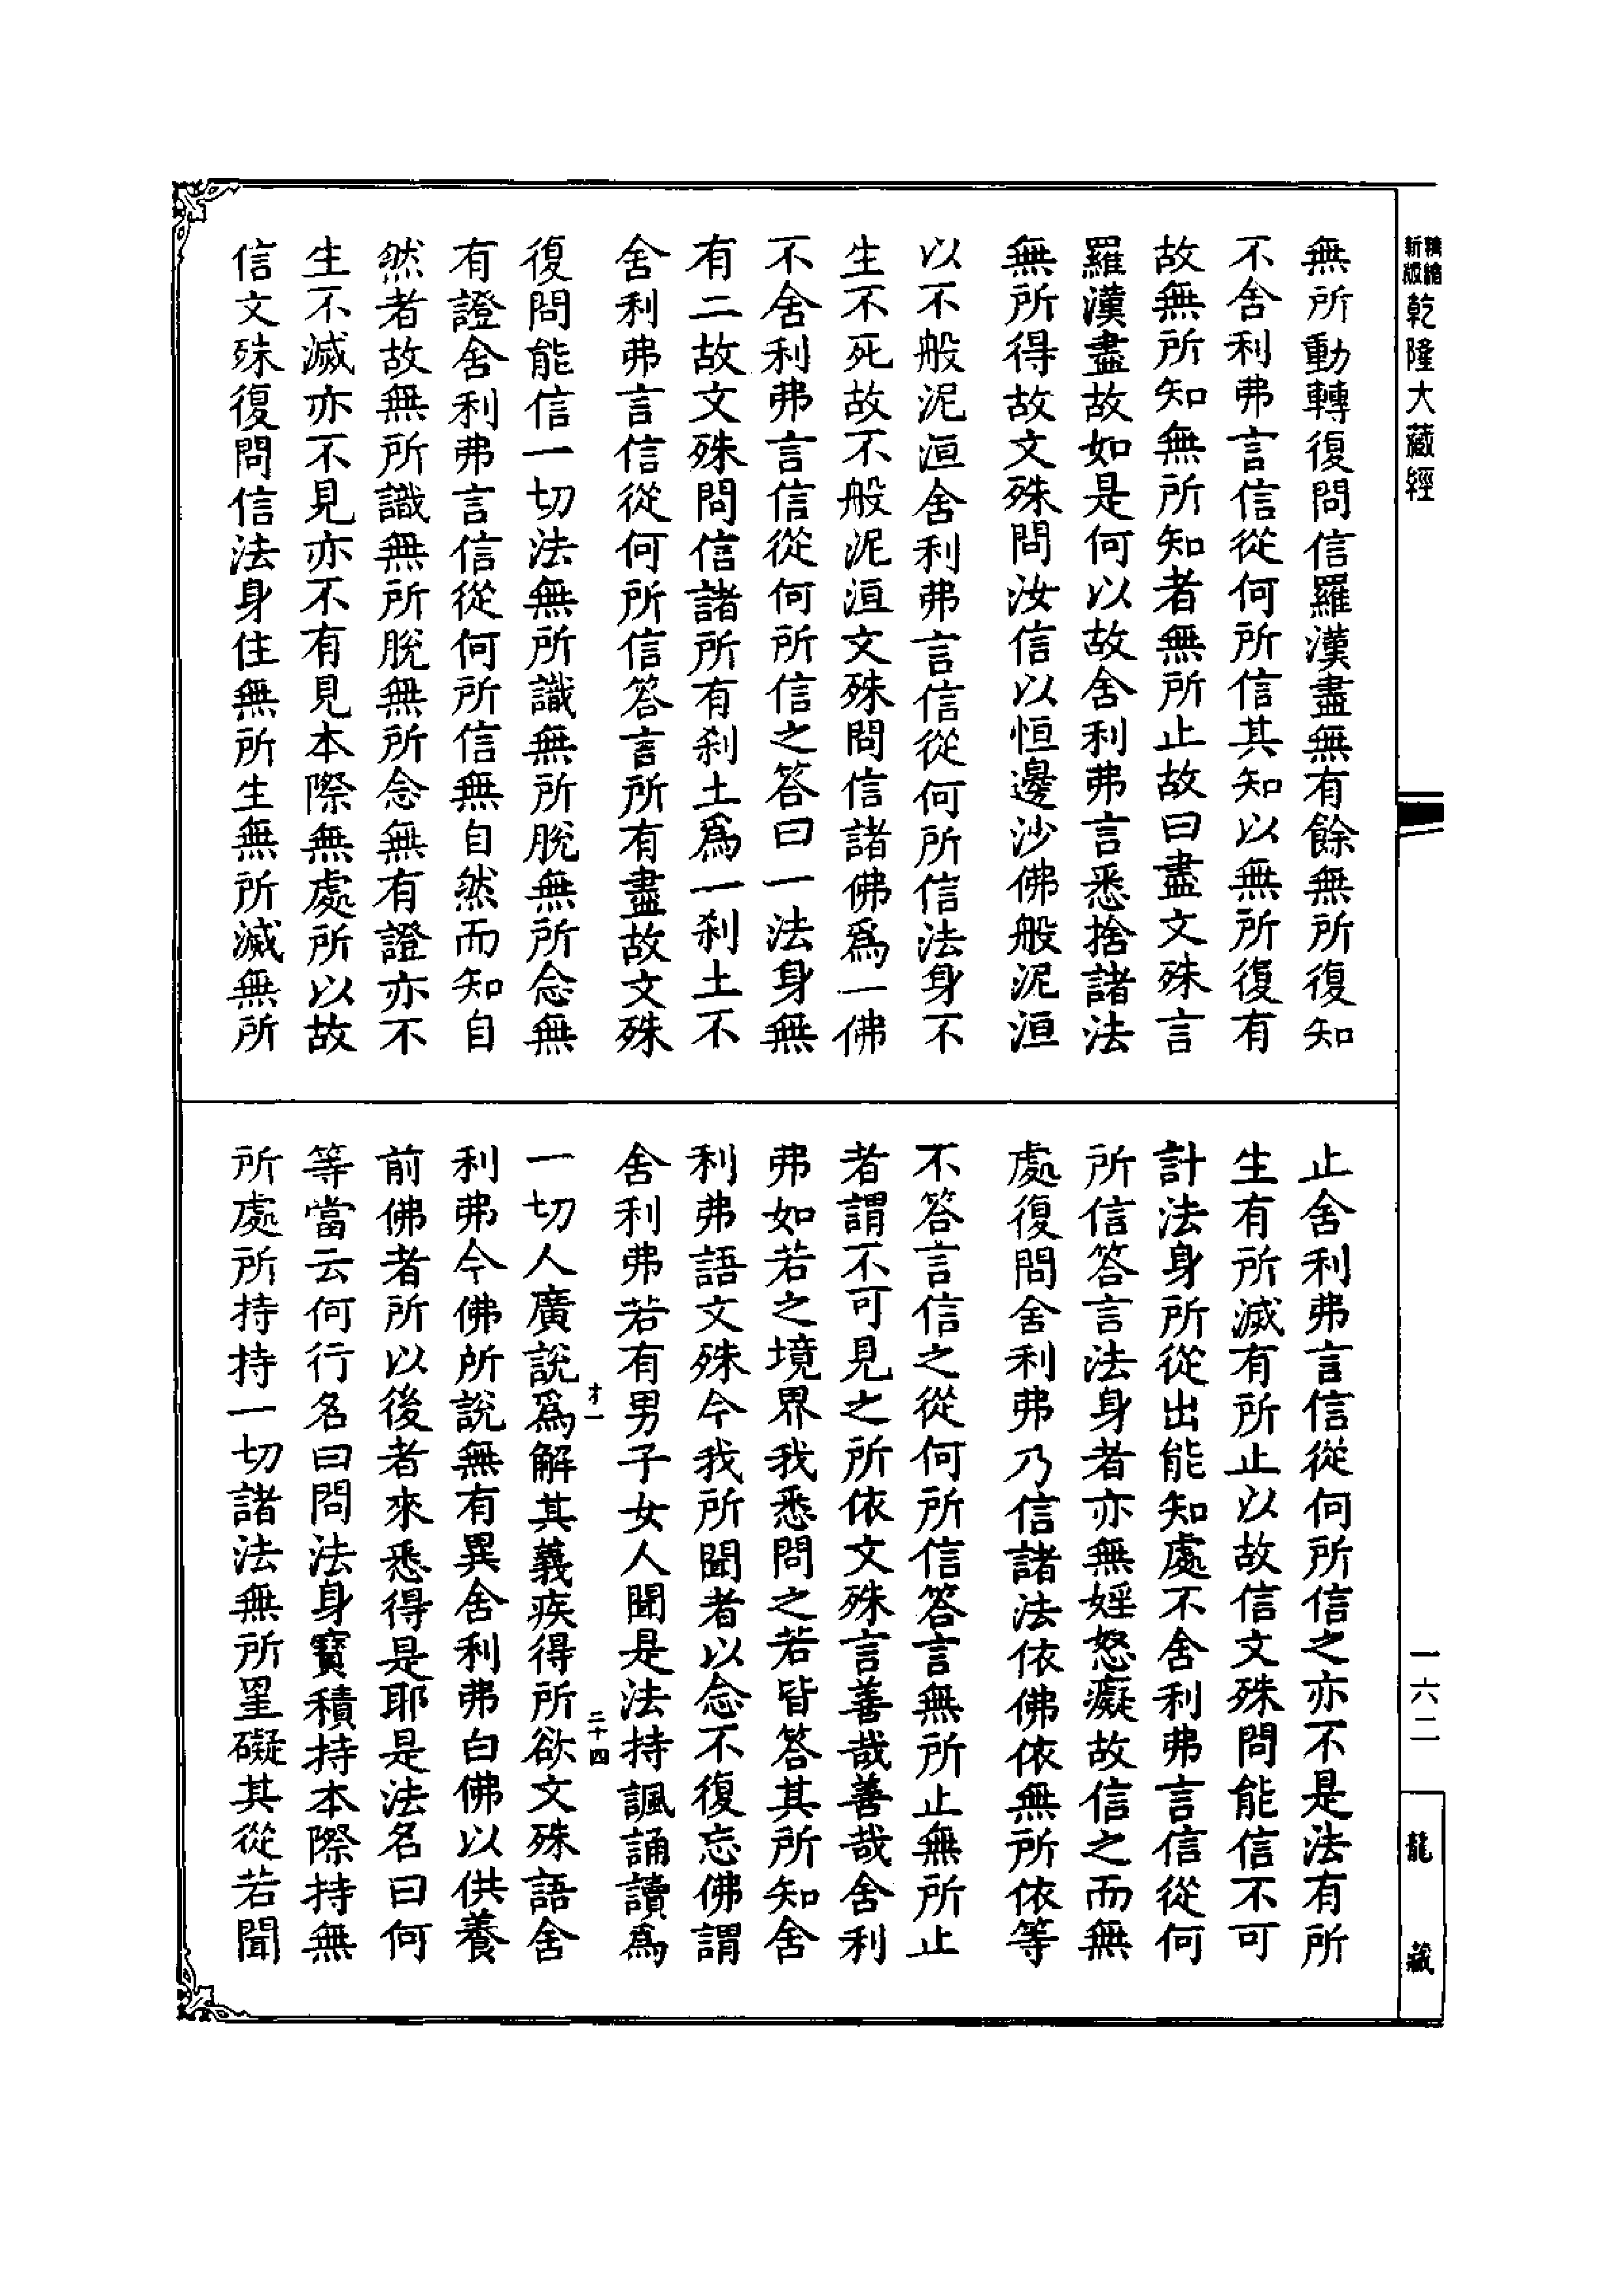 精縮新版乾隆大藏經
無所動轉復問信羅漢盡無有餘無所復知
不舍利弗言信從何所信其知以無所復有
故無所知無所知者無所止故曰盡文殊言
羅漢盡故如是何以故舍利弗言悉捨諸法
無所得故文殊問汝信以恒邊沙佛般泥洹
以不般泥洹舍利弗言信從何所信法身不
生不死故不般泥洹文殊問信諸佛爲一佛
不舍利弗言信從何所信之答曰一法身無
有二故文殊問信諸所有刹土爲一刹土不
舍利弗言信從何所信答言所有盡故文殊
復問能信一切法無所識無所脫無所念無
有證舍利弗言信從何所信無自然而知自
然者故無所識無所脫無所念無有證亦不
生不滅亦不見亦不有見本際無處所以故
信文殊復問信法身住無所生無所滅無所
止舍利弗言信從何所信之亦不是法有所
生有所滅有所止以故信文殊問能信不可
計法身所從出能知處不舍利弗言信從何
所信答言法身者亦無婬怒癡故信之而無
處復問舍利弗乃信諸法依佛依無所依等
不答言信之從何所信答言無所止無所止
者謂不可見之所依文殊言善哉善哉舍利
弗如若之境界我悉問之若皆答其所知舍
利弗語文殊今我所聞者以念不復忘佛謂
舍利弗若有男子女人聞是法持諷誦讀爲
才一 二十四
一切人廣說爲解其義疾得所欲文殊語舍
利弗今佛所說無有異舍利弗白佛以供養
前佛者所以後者來悉得是耶是法名曰何
等當云何行名曰問法身寶積持本際持無
所處所持持一切諸法無所罣礙其從若聞
一六二
龍藏